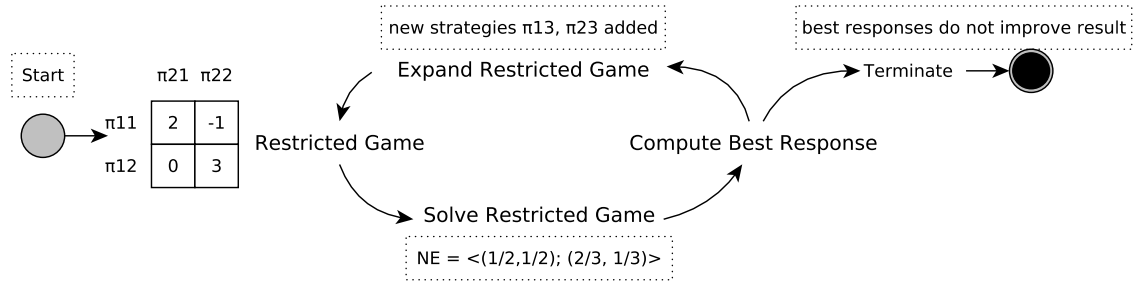 new strategies π13, π23 added
best responses do not improve result
Start
π21 π22
Expand Restricted Game
Terminate
π11 2 -1
Restricted Game
Compute Best Response
π12 0 3
Solve Restricted Game
NE = <(1/2,1/2); (2/3, 1/3)>